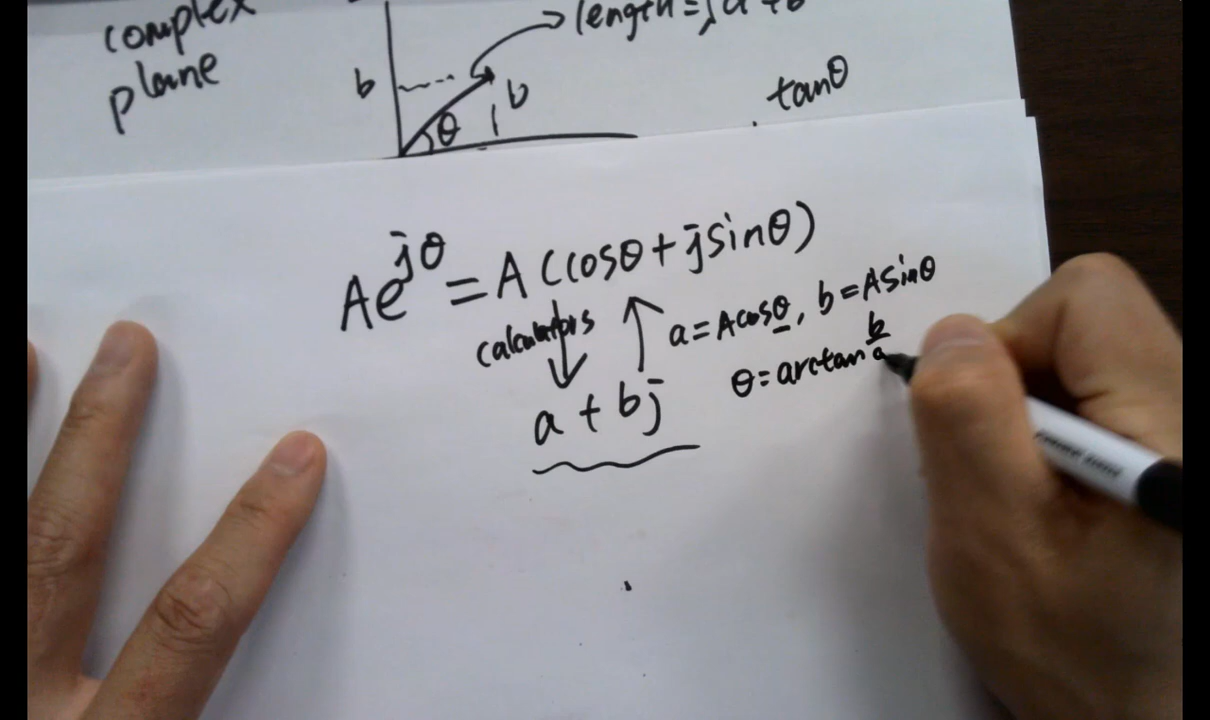 complex
plane
length =
b
θ
tanθ
Ae^{jθ} = A (cosθ + jsinθ)
calculators
a = Acosθ, b = Asinθ
θ = arctan b/a
a + bj